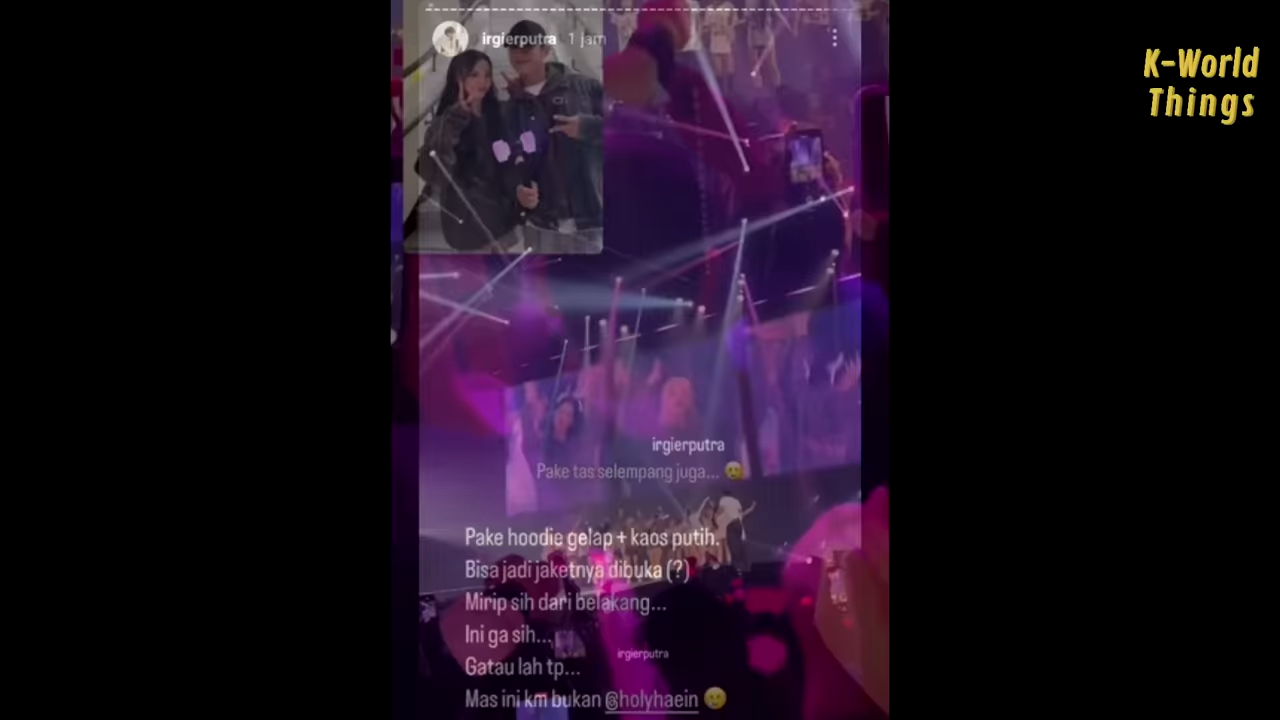 irgierputra 1 jam
K-World
Things
irgierputra
Pake tas selempang juga... 🥲
Pake hoodie gelap + kaos putih.
Bisa jadi jaketnya dibuka (?)
Mirip sih dari belakang...
Ini ga sih...
irgierputra
Gatau lah tp...
Mas ini km bukan @holyhaein 🥲